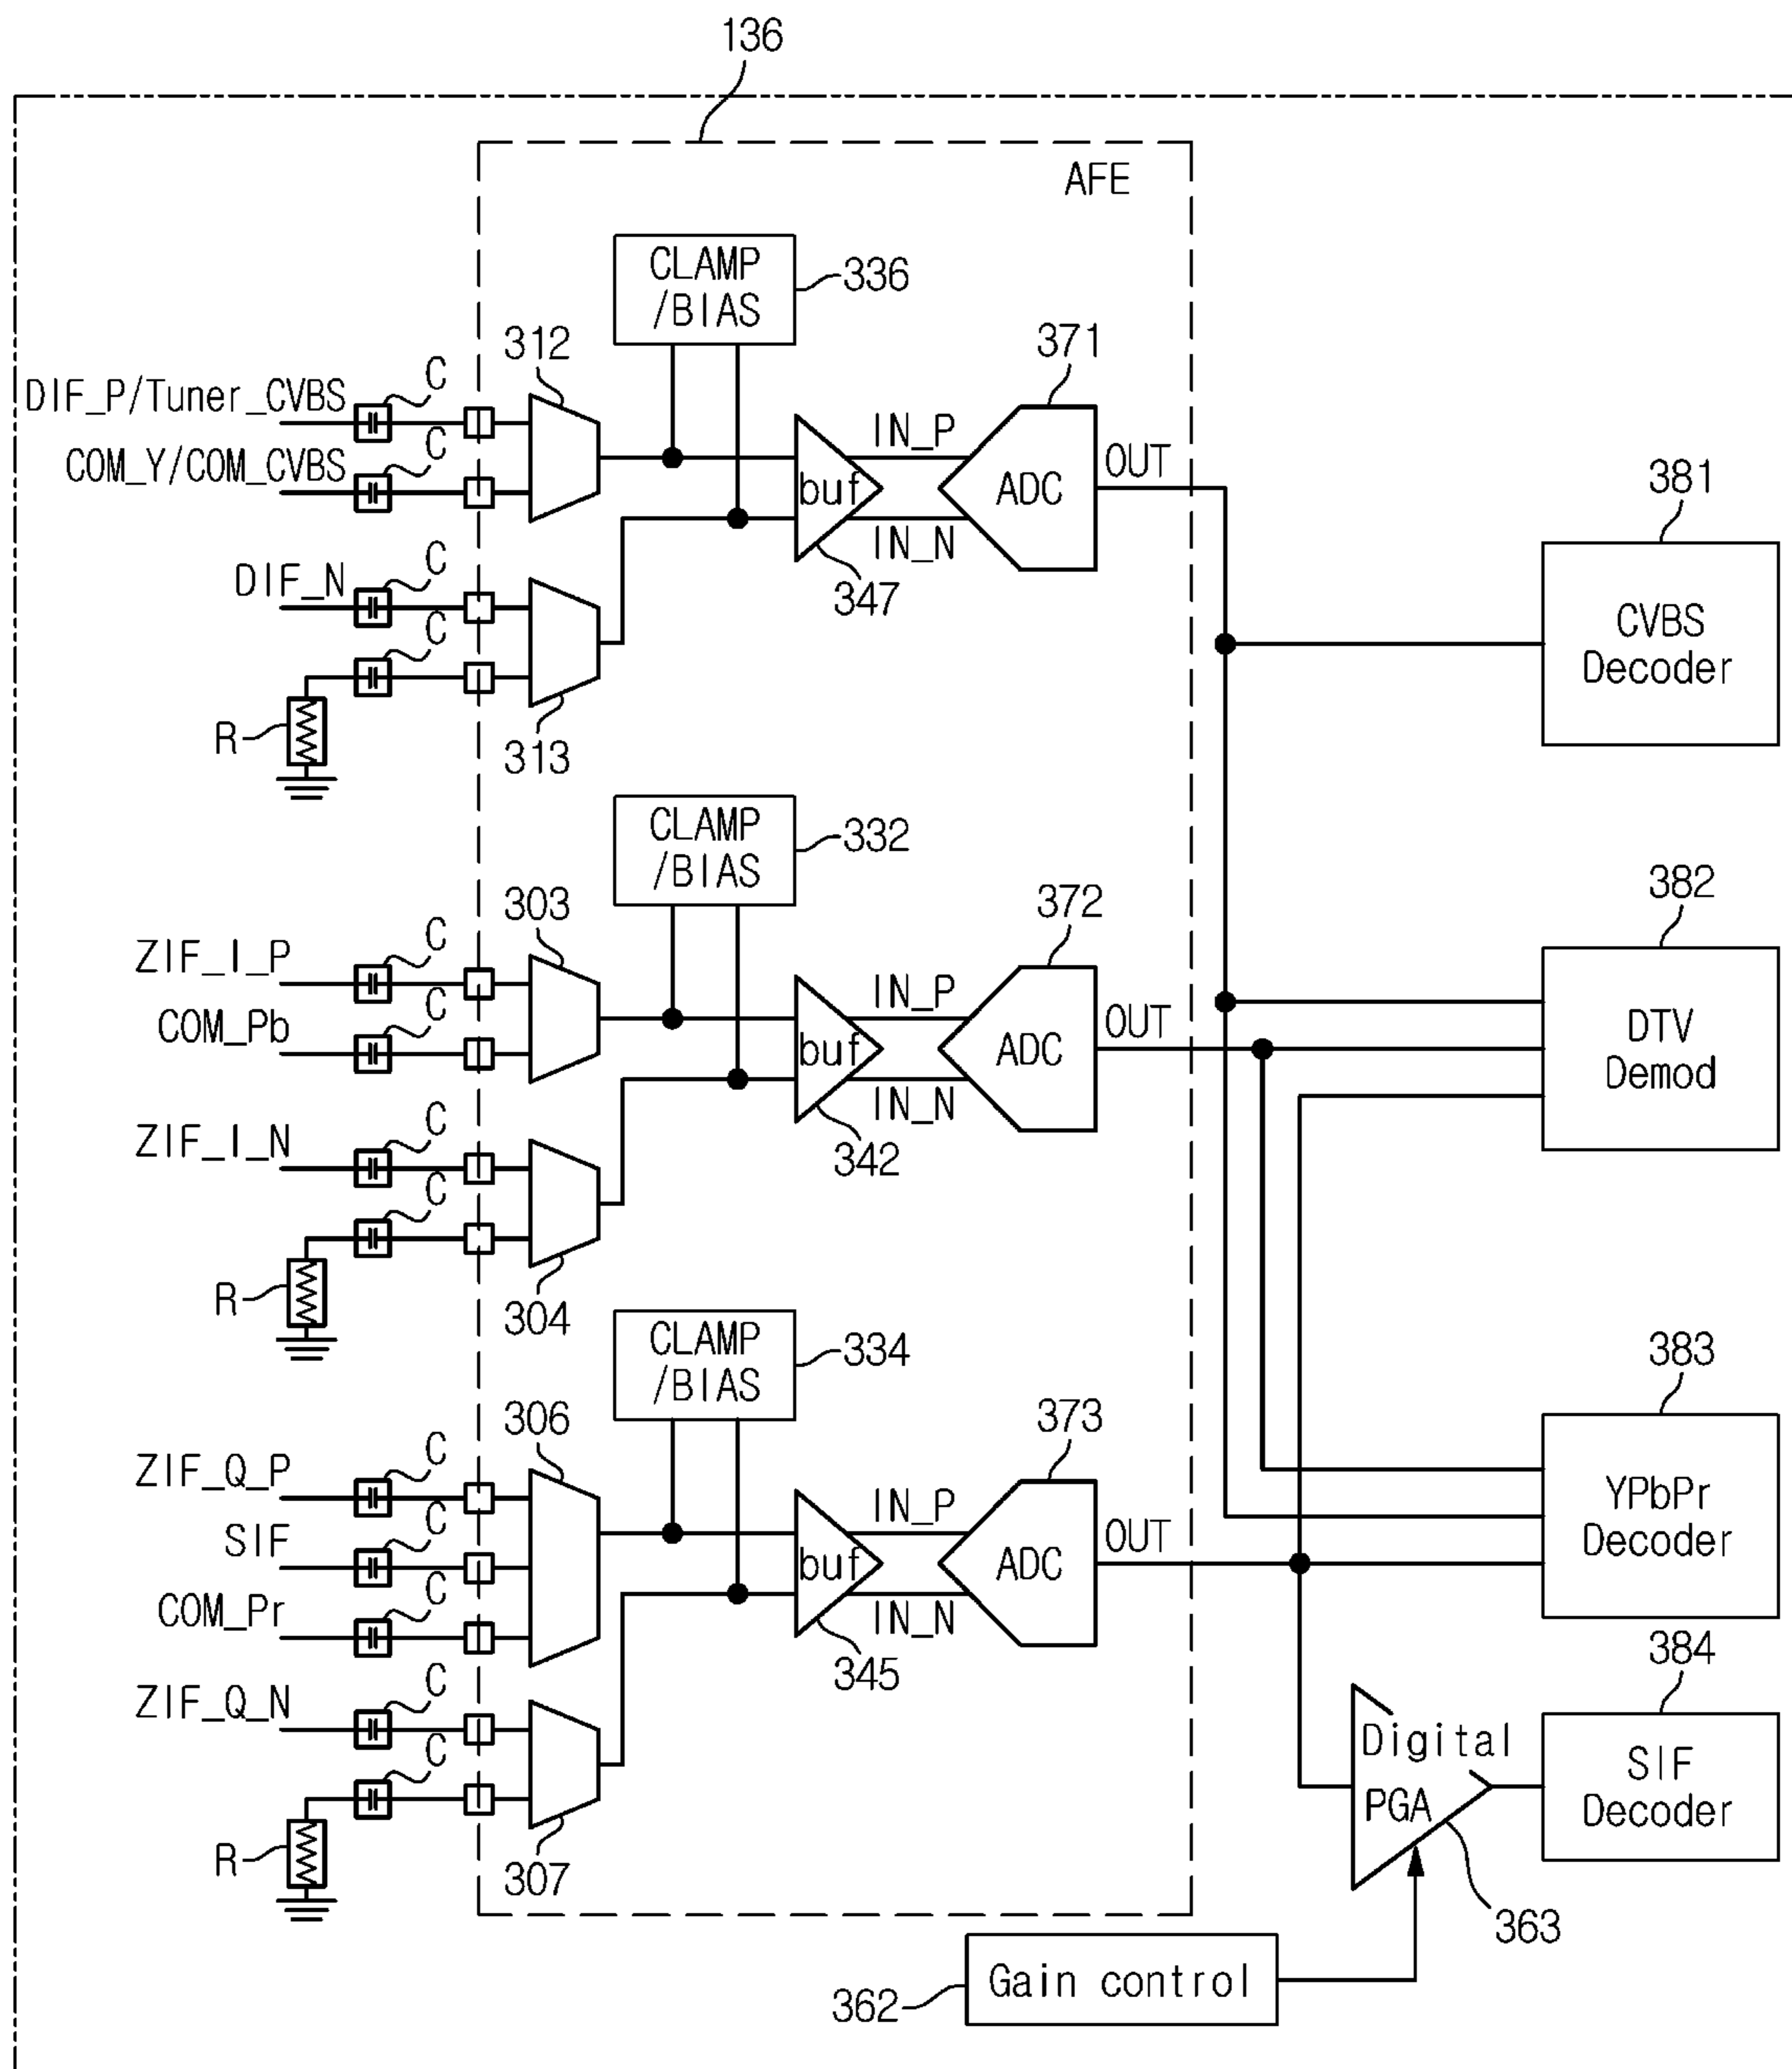 136
AFE
CLAMP
/BIAS
336
312
371
DIF_P/Tuner_CVBS
C
COM_Y/COM_CVBS
C
buf
IN_P
IN_N
ADC
OUT
347
381
CVBS
Decoder
DIF_N
C
C
R
313
CLAMP
/BIAS
332
303
372
382
ZIF_I_P
C
COM_Pb
C
buf
IN_P
IN_N
ADC
OUT
342
DTV
Demod
ZIF_I_N
C
C
R
304
CLAMP
/BIAS
334
306
373
383
ZIF_Q_P
C
SIF
C
COM_Pr
C
buf
IN_P
IN_N
ADC
OUT
345
YPbPr
Decoder
384
ZIF_Q_N
C
C
R
307
Digital
PGA
363
SIF
Decoder
362
Gain control